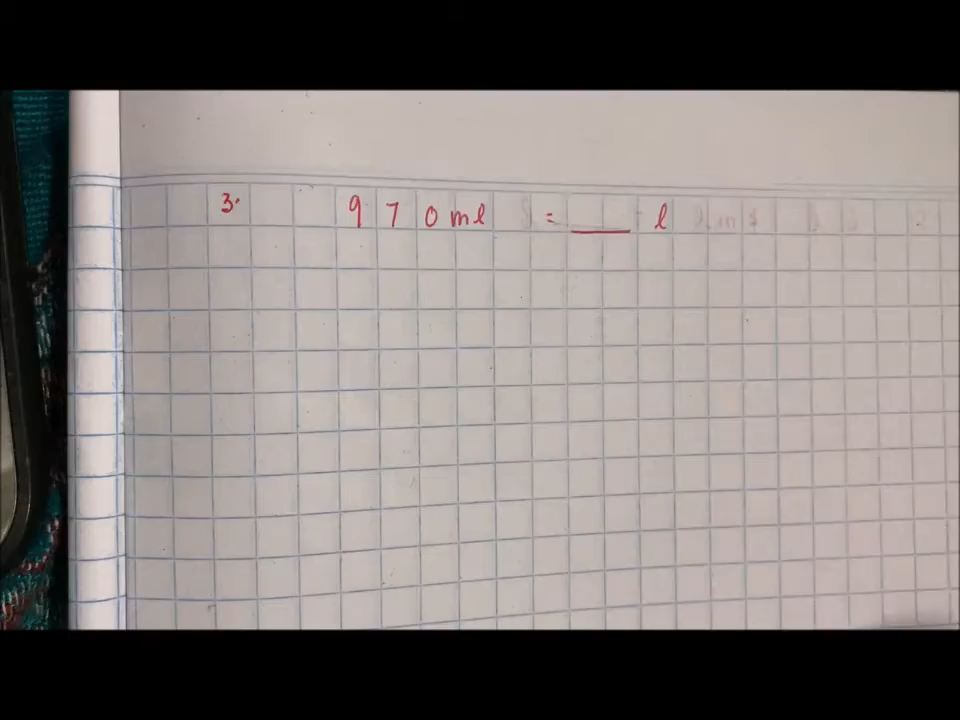 3. 970 ml = ___ l